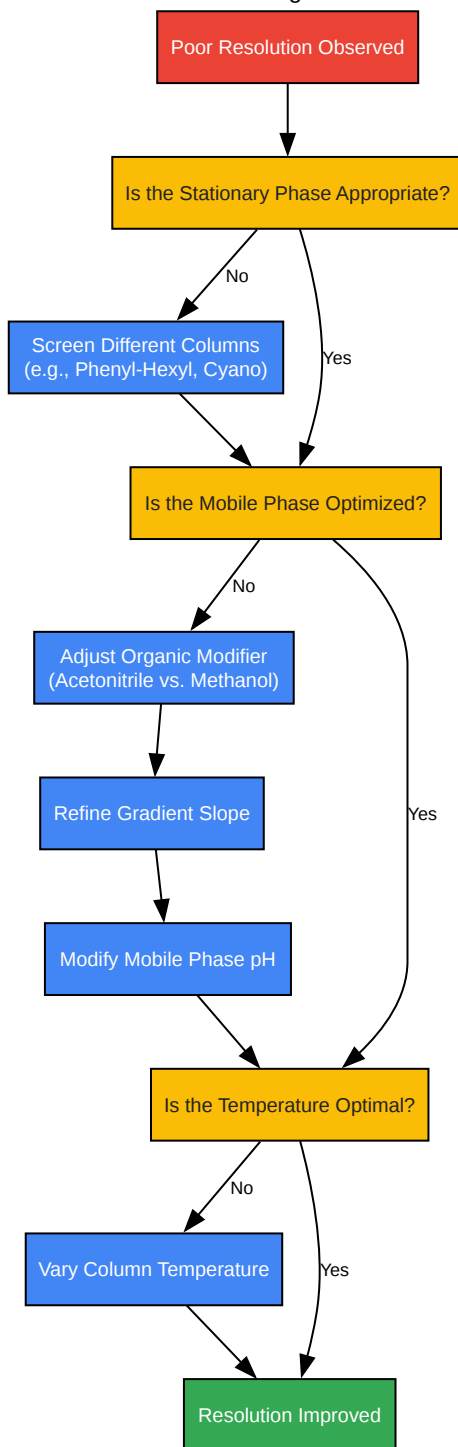 Poor Resolution Observed
Is the Stationary Phase Appropriate?
No
Screen Different Columns
(e.g., Phenyl-Hexyl, Cyano)
Yes
Is the Mobile Phase Optimized?
No
Adjust Organic Modifier
(Acetonitrile vs. Methanol)
Refine Gradient Slope
Yes
Modify Mobile Phase pH
Is the Temperature Optimal?
No
Vary Column Temperature
Yes
Resolution Improved